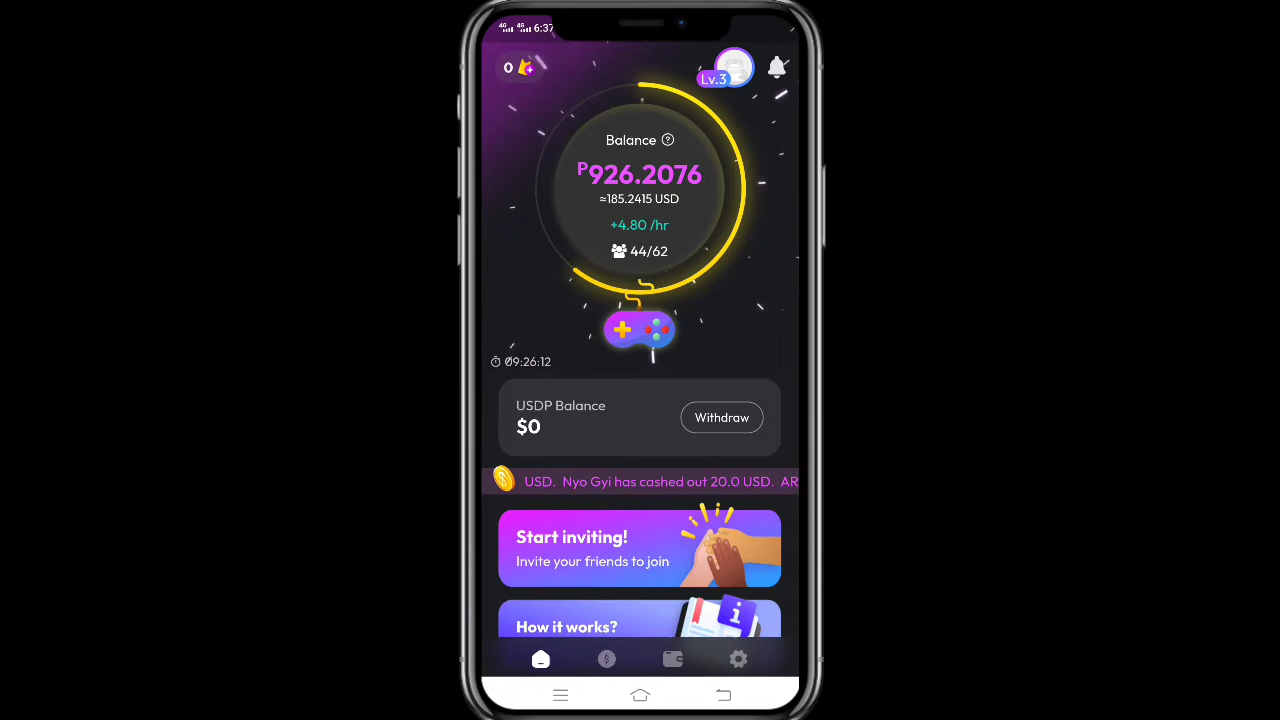 4G 4G 6:37
0
Lv.3
Balance ?
P926.2076
≈185.2415 USD
+4.80 /hr
44/62
09:26:12
USDP Balance
$0
Withdraw
USD. Nyo Gyi has cashed out 20.0 USD. AR
Start inviting!
Invite your friends to join
How it works?